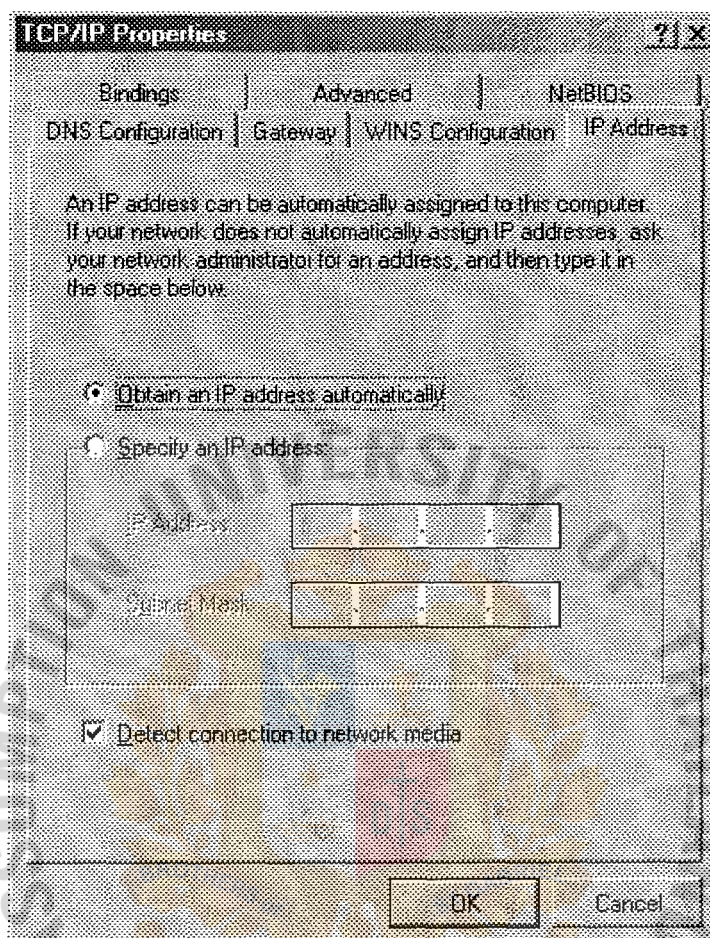 TCP/IP Properties
Bindings Advanced NetBIOS
DNS Configuration Gateway WINS Configuration IP Address
An IP address can be automatically assigned to this computer.
If your network does not automatically assign IP addresses, ask
your network administrator for an address, and then type it in
the space below.
Obtain an IP address automatically
Specify an IP address:
IP Address:
Subnet Mask:
Detect connection to network media
OK Cancel
UNIVERSITY OF